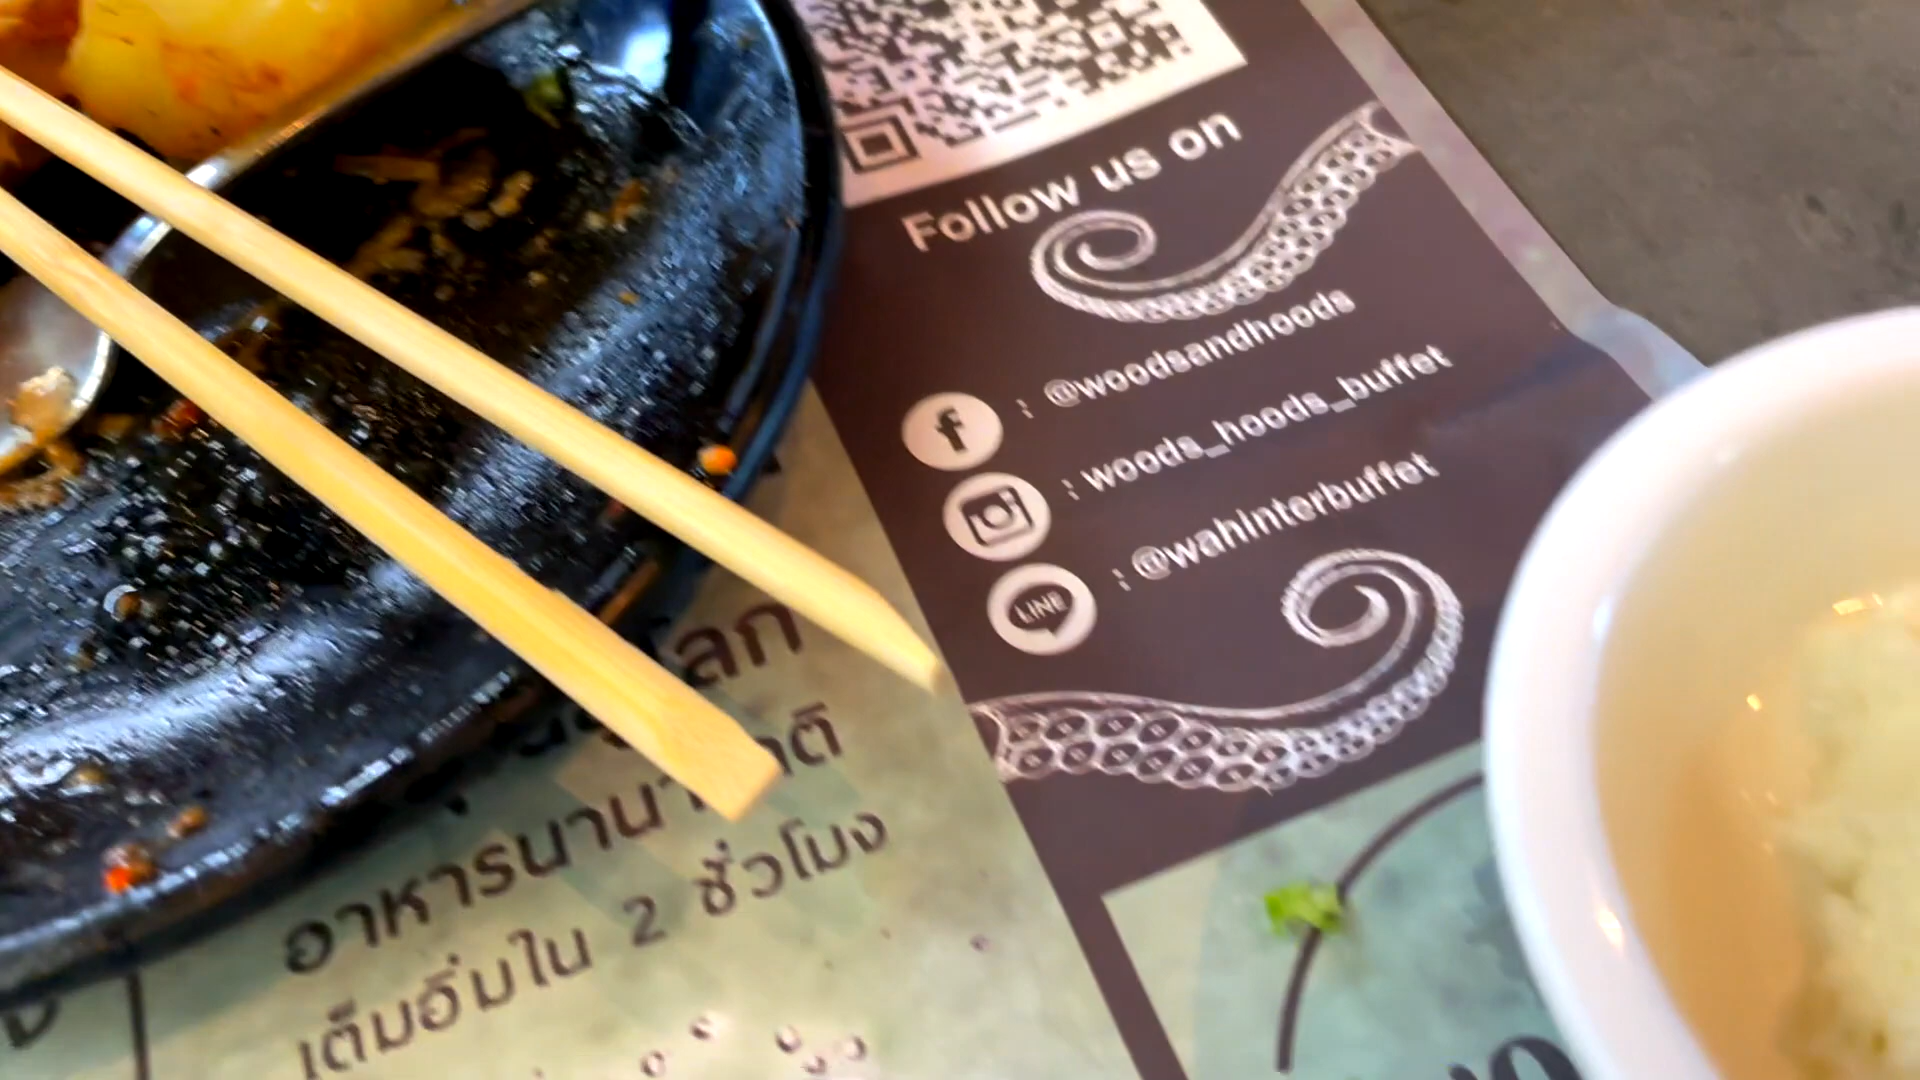 Follow us on
: @woodsandhoods
: woods_hoods_buffet
LINE
: @wahinterbuffet
อาหารนานา
เต็มอิ่มใน 2 ชั่วโมง